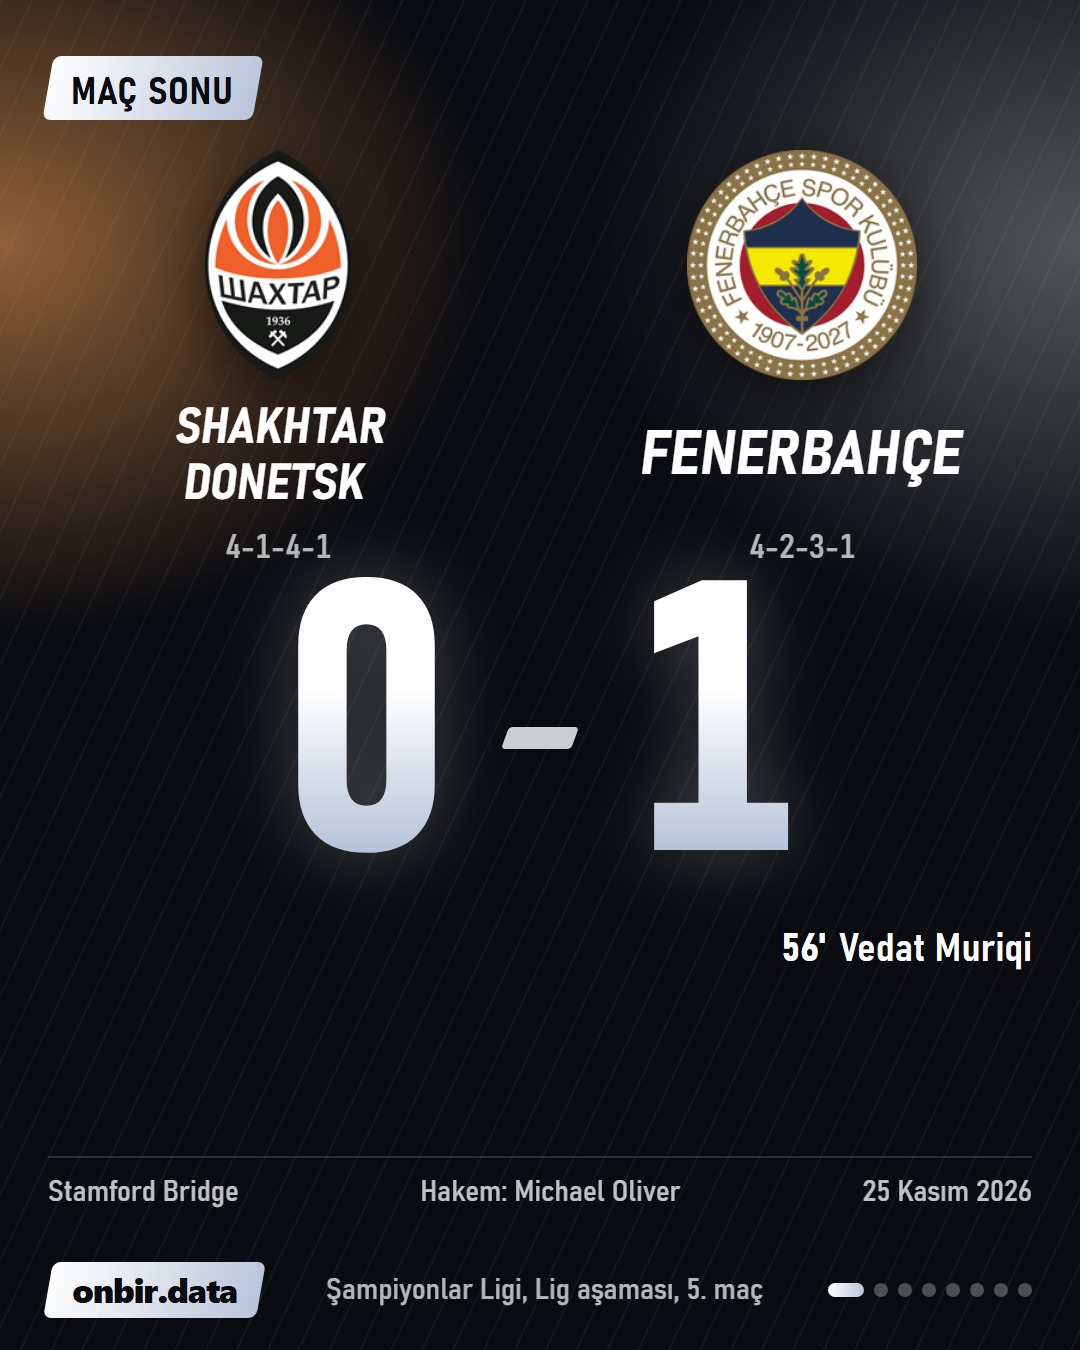 MAÇ SONU
ШАХТАР
1936
FENERBAHÇE SPOR KULÜBÜ
★ 1907-2027 ★
SHAKHTAR
DONETSK
FENERBAHÇE
4-1-4-1
4-2-3-1
0 - 1
56' Vedat Muriqi
Stamford Bridge
Hakem: Michael Oliver
25 Kasım 2026
onbir.data
Şampiyonlar Ligi, Lig aşaması, 5. maç